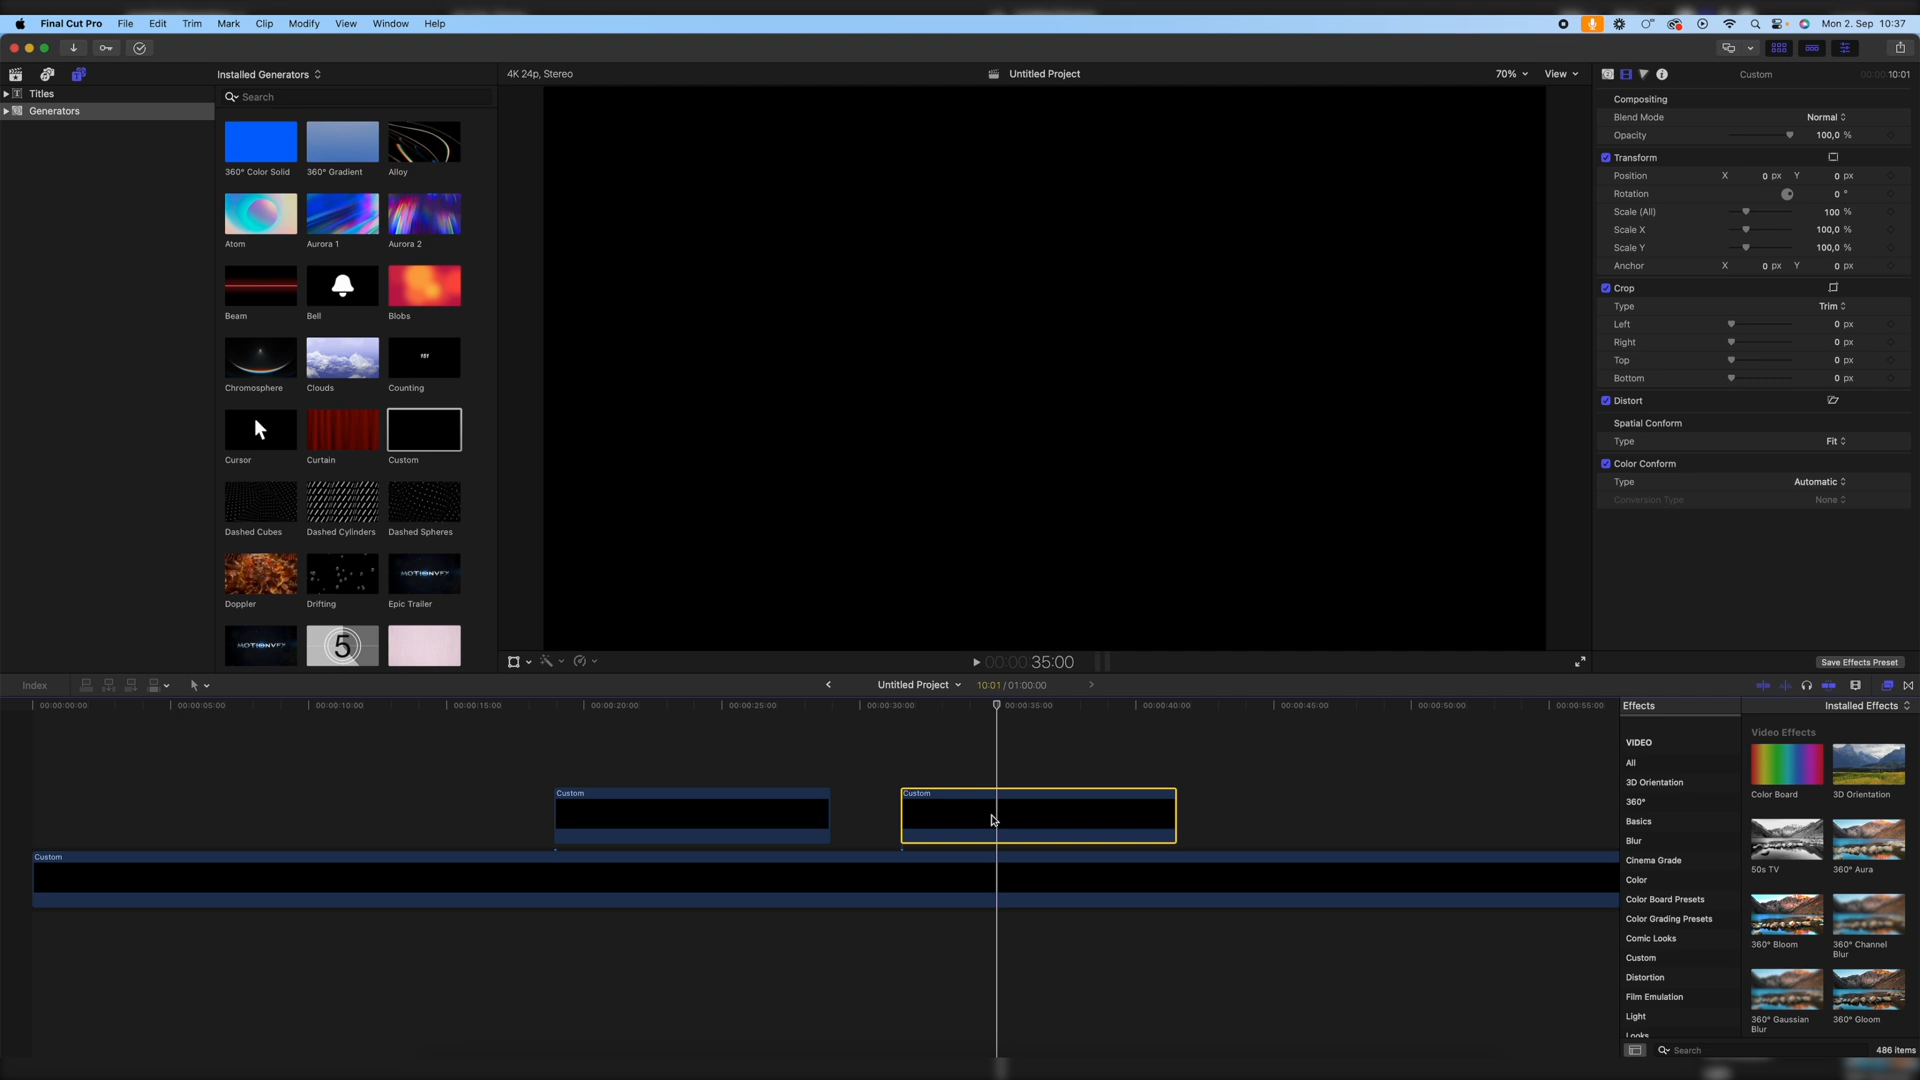 Final Cut Pro File Edit Trim Mark Clip Modify View Window Help Mon 2. Sep 10:37
Installed Generators 4K 24p, Stereo Untitled Project 70% View Custom 00:00 10:01
Titles
Generators
Search
360° Color Solid 360° Gradient Alloy
Atom Aurora 1 Aurora 2
Beam Bell Blobs
151
Chromosphere Clouds Counting
Cursor Curtain Custom
Dashed Cubes Dashed Cylinders Dashed Spheres
MOTIONVFX
Doppler Drifting Epic Trailer
MOTIONVFX 5
Compositing
Blend Mode Normal
Opacity 100,0 %
Transform
Position X 0 px Y 0 px
Rotation 0 °
Scale (All) 100 %
Scale X 100,0 %
Scale Y 100,0 %
Anchor X 0 px Y 0 px
Crop
Type Trim
Left 0 px
Right 0 px
Top 0 px
Bottom 0 px
Distort
Spatial Conform
Type Fit
Color Conform
Type Automatic
Conversion Type None
00:00:35:00
Save Effects Preset
Index Untitled Project 10:01 / 01:00:00
00:00:00:00 00:00:05:00 00:00:10:00 00:00:15:00 00:00:20:00 00:00:25:00 00:00:30:00 00:00:35:00 00:00:40:00 00:00:45:00 00:00:50:00 00:00:55:00
Custom Custom
Custom
Effects Installed Effects
VIDEO
All
3D Orientation
360°
Basics
Blur
Cinema Grade
Color
Color Board Presets
Color Grading Presets
Comic Looks
Custom
Distortion
Film Emulation
Light
Looks
Video Effects
Color Board 3D Orientation
50s TV 360° Aura
360° Bloom 360° Channel
Blur
360° Gaussian 360° Gloom
Blur
Search 486 items